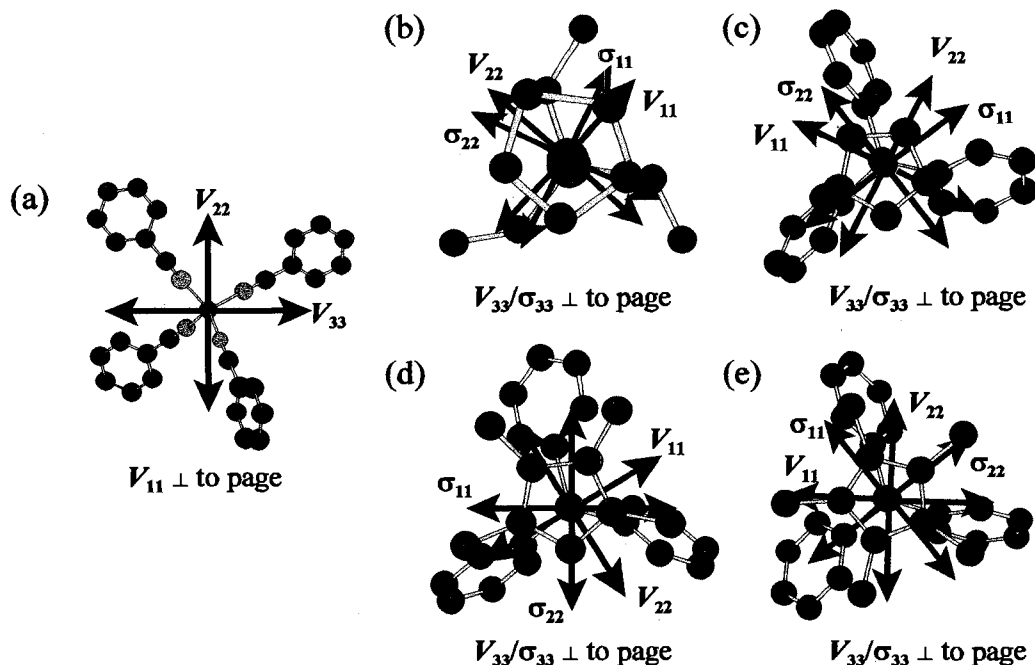 (a)
V₂₂
V₃₃
V₁₁ ⊥ to page
(b)
V₂₂
σ₁₁
V₁₁
σ₂₂
V₃₃/σ₃₃ ⊥ to page
(c)
V₂₂
σ₂₂
σ₁₁
V₁₁
V₃₃/σ₃₃ ⊥ to page
(d)
V₁₁
σ₁₁
V₂₂
σ₂₂
V₃₃/σ₃₃ ⊥ to page
(e)
V₂₂
σ₁₁
σ₂₂
V₁₁
V₃₃/σ₃₃ ⊥ to page